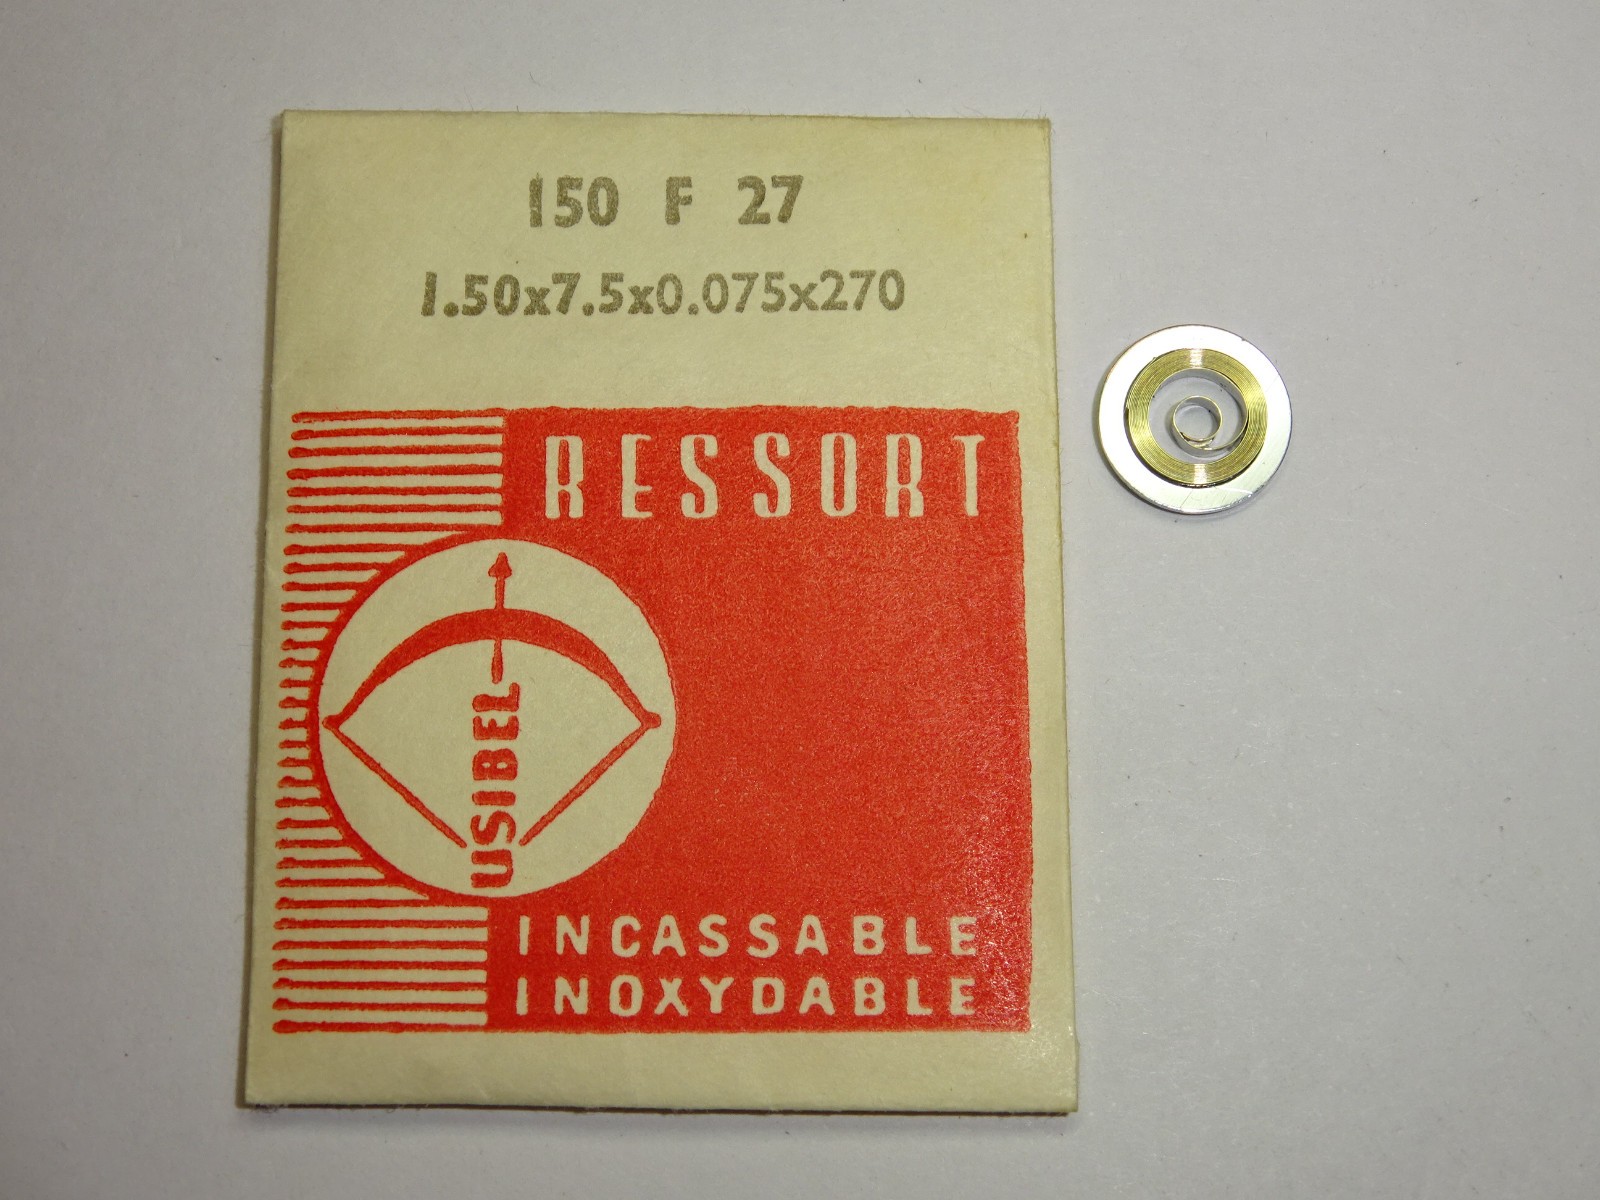 150 F 27
1.50x7.5x0.075x270
RESSORT
USIBEL
INCASSABLE
INOXYDABLE